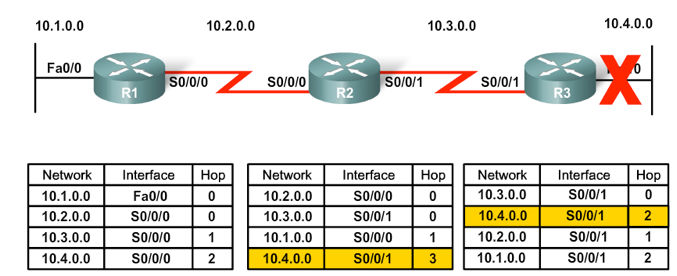 10.1.0.0 10.2.0.0 10.3.0.0 10.4.0.0
Fa0/0 S0/0/0 S0/0/0 S0/0/1 S0/0/1 0
R1 R2 R3
Network Interface Hop Network Interface Hop Network Interface Hop
10.1.0.0 Fa0/0 0 10.2.0.0 S0/0/0 0 10.3.0.0 S0/0/1 0
10.2.0.0 S0/0/0 0 10.3.0.0 S0/0/1 0 10.4.0.0 S0/0/1 2
10.3.0.0 S0/0/0 1 10.1.0.0 S0/0/0 1 10.2.0.0 S0/0/1 1
10.4.0.0 S0/0/0 2 10.4.0.0 S0/0/1 3 10.1.0.0 S0/0/1 2